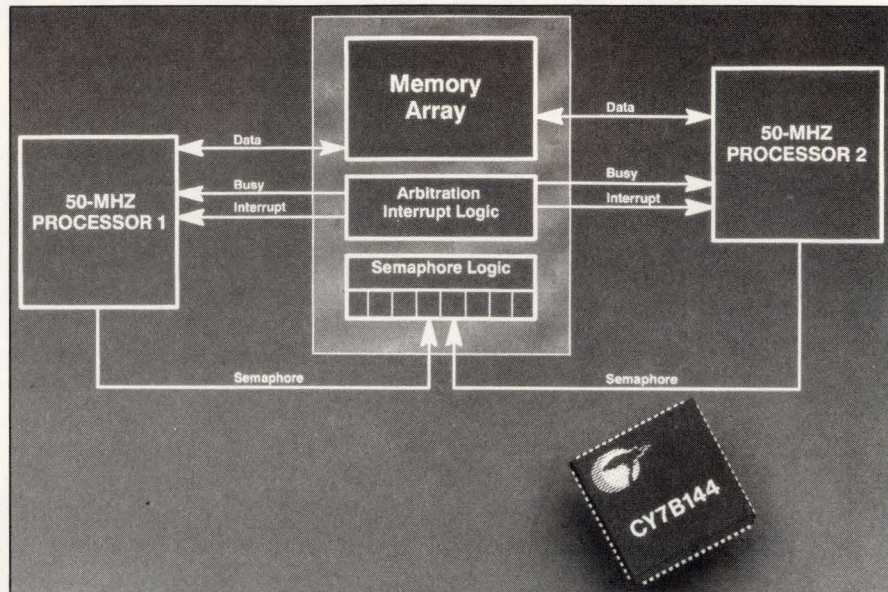 Memory
Array
Data
Data
50-MHZ
PROCESSOR 1
50-MHZ
PROCESSOR 2
Busy
Interrupt
Arbitration
Interrupt Logic
Busy
Interrupt
Semaphore Logic
Semaphore
Semaphore
CY7B144